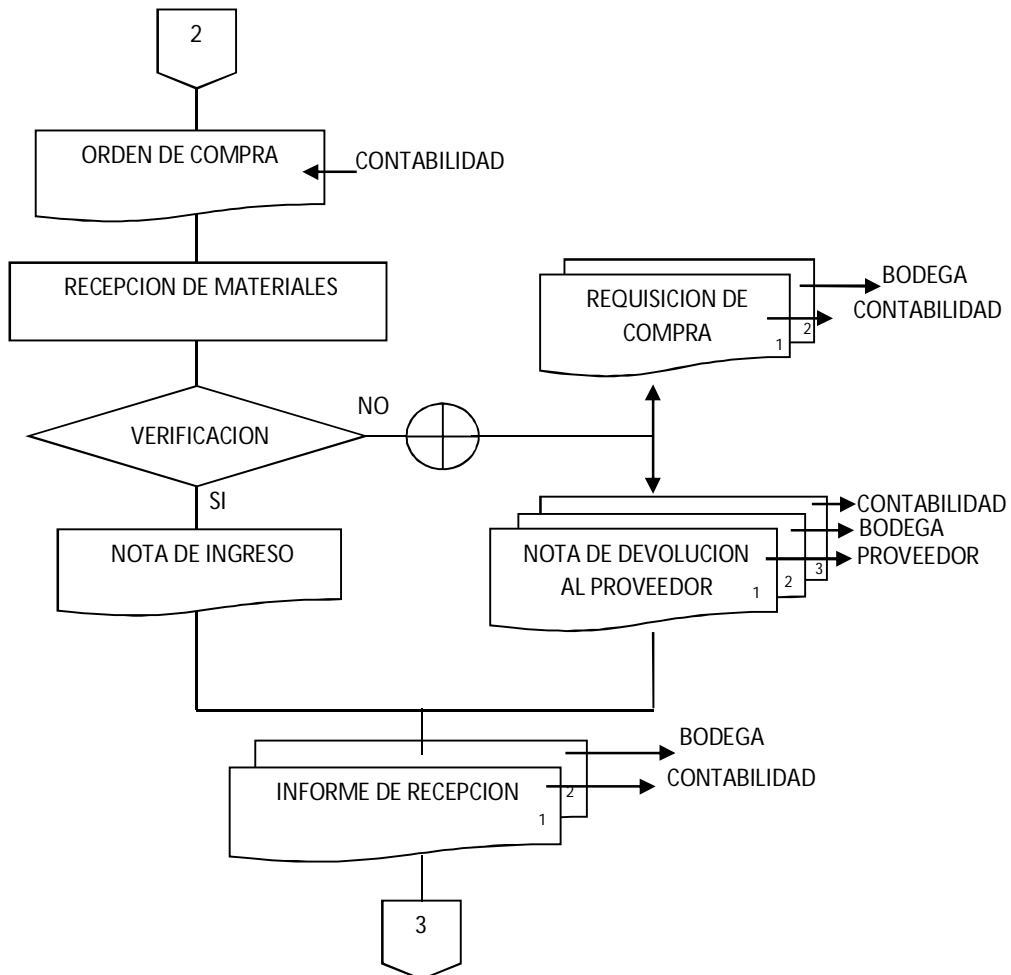 2
ORDEN DE COMPRA
CONTABILIDAD
RECEPCION DE MATERIALES
REQUISICION DE
COMPRA
1
2
BODEGA
CONTABILIDAD
VERIFICACION
NO
SI
NOTA DE INGRESO
NOTA DE DEVOLUCION
AL PROVEEDOR
1
2
3
CONTABILIDAD
BODEGA
PROVEEDOR
INFORME DE RECEPCION
1
2
BODEGA
CONTABILIDAD
3